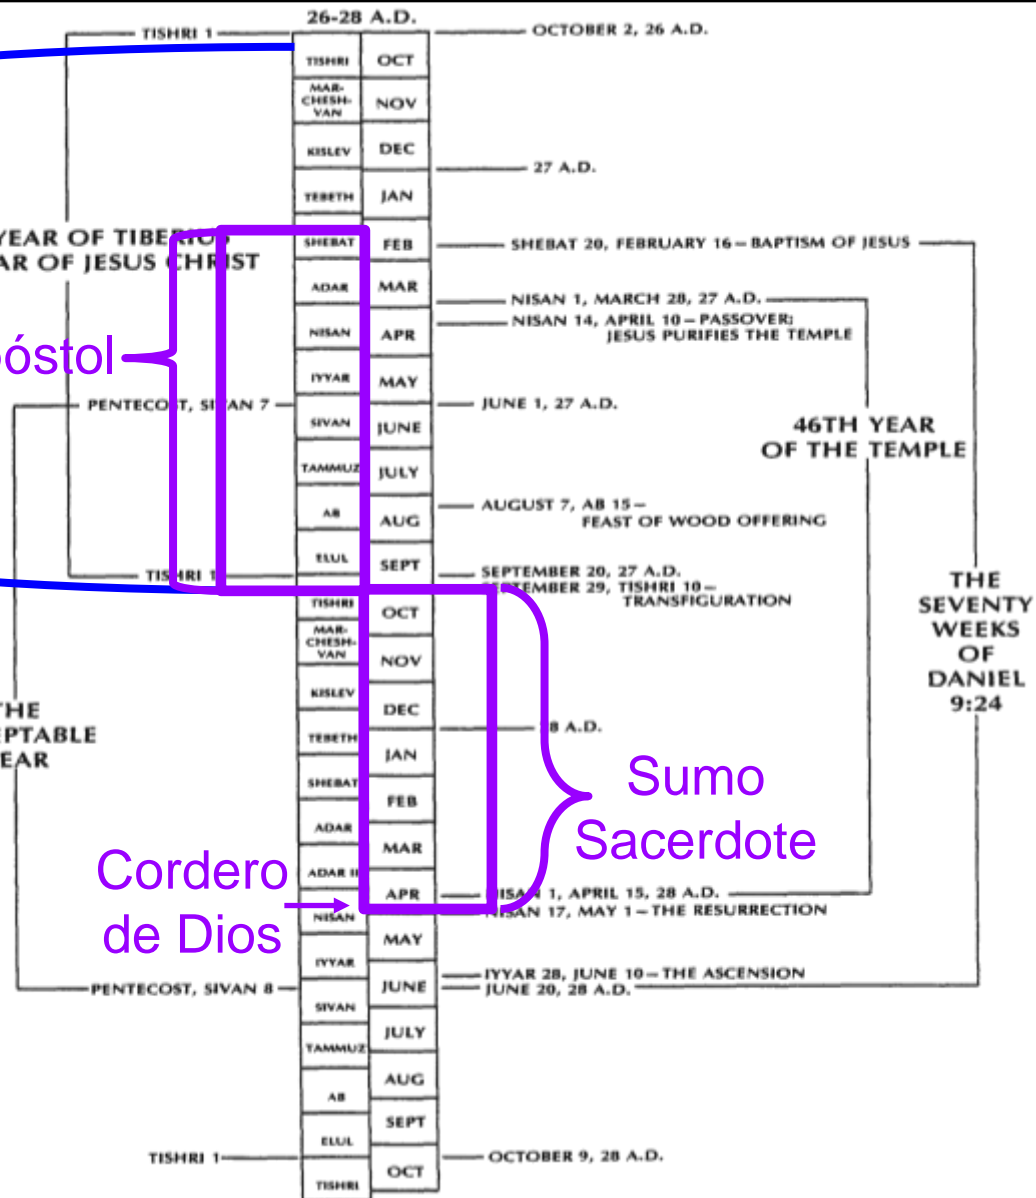 26-28 A.D.
TISHRI 1
OCTOBER 2, 26 A.D.
TISHRI
OCT
MAR-
CHESH-
VAN
NOV
KISLEV
DEC
27 A.D.
TEBETH
JAN
YEAR OF TIBERIUS
AR OF JESUS CHRIST
SHEBAT
FEB
SHEBAT 20, FEBRUARY 16—BAPTISM OF JESUS
ADAR
MAR
NISAN 1, MARCH 28, 27 A.D.
NISAN 14, APRIL 10—PASSOVER;
JESUS PURIFIES THE TEMPLE
NISAN
APR
óstol
IYYAR
MAY
PENTECOST, SIVAN 7
JUNE 1, 27 A.D.
SIVAN
JUNE
46TH YEAR
OF THE TEMPLE
TAMMUZ
JULY
AB
AUG
AUGUST 7, AB 15—
FEAST OF WOOD OFFERING
ELUL
SEPT
TISHRI 1
SEPTEMBER 20, 27 A.D.
SEPTEMBER 29, TISHRI 10—
TRANSFIGURATION
THE
SEVENTY
WEEKS
OF
DANIEL
9:24
TISHRI
OCT
MAR-
CHESH-
VAN
NOV
KISLEV
DEC
THE
EPTABLE
EAR
28 A.D.
TEBETH
JAN
SHEBAT
FEB
Sumo
Sacerdote
ADAR
MAR
Cordero
de Dios
ADAR II
APR
NISAN 1, APRIL 15, 28 A.D.
NISAN 17, MAY 1—THE RESURRECTION
NISAN
MAY
IYYAR
IYYAR 28, JUNE 10—THE ASCENSION
JUNE 20, 28 A.D.
PENTECOST, SIVAN 8
JUNE
SIVAN
JULY
TAMMUZ
AUG
AB
SEPT
ELUL
TISHRI 1
OCTOBER 9, 28 A.D.
OCT
TISHRI